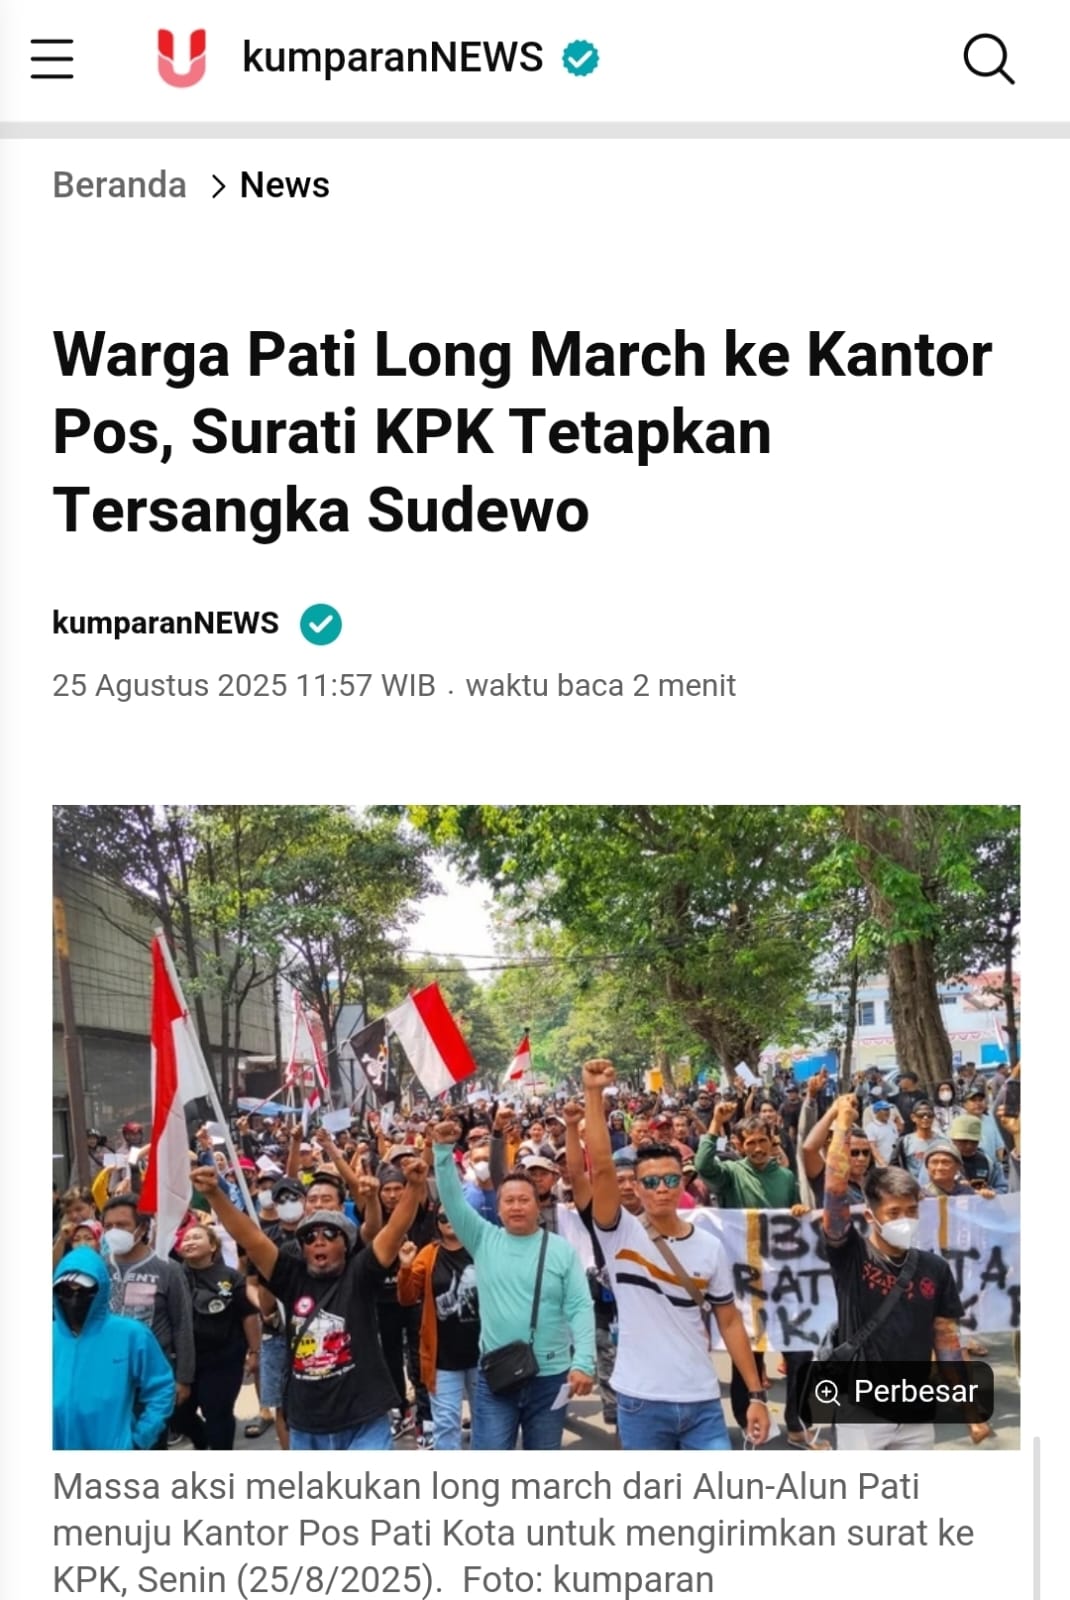 kumparanNEWS
Beranda > News
Warga Pati Long March ke Kantor
Pos, Surati KPK Tetapkan
Tersangka Sudewo
kumparanNEWS
25 Agustus 2025 11:57 WIB . waktu baca 2 menit
RAT
TA
K
Perbesar
Massa aksi melakukan long march dari Alun-Alun Pati
menuju Kantor Pos Pati Kota untuk mengirimkan surat ke
KPK, Senin (25/8/2025). Foto: kumparan